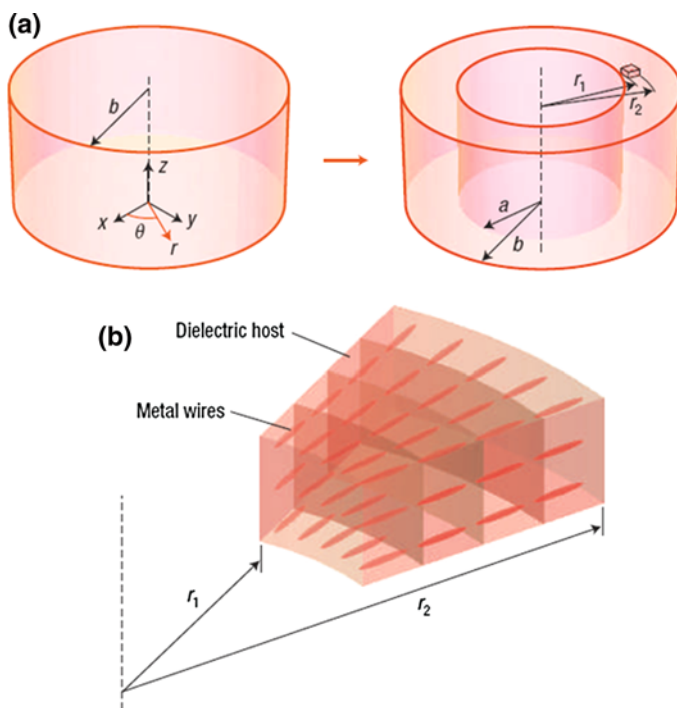 (a)
b
z
x
y
θ
r
r₁
r₂
a
b
(b)
Dielectric host
Metal wires
r₁
r₂